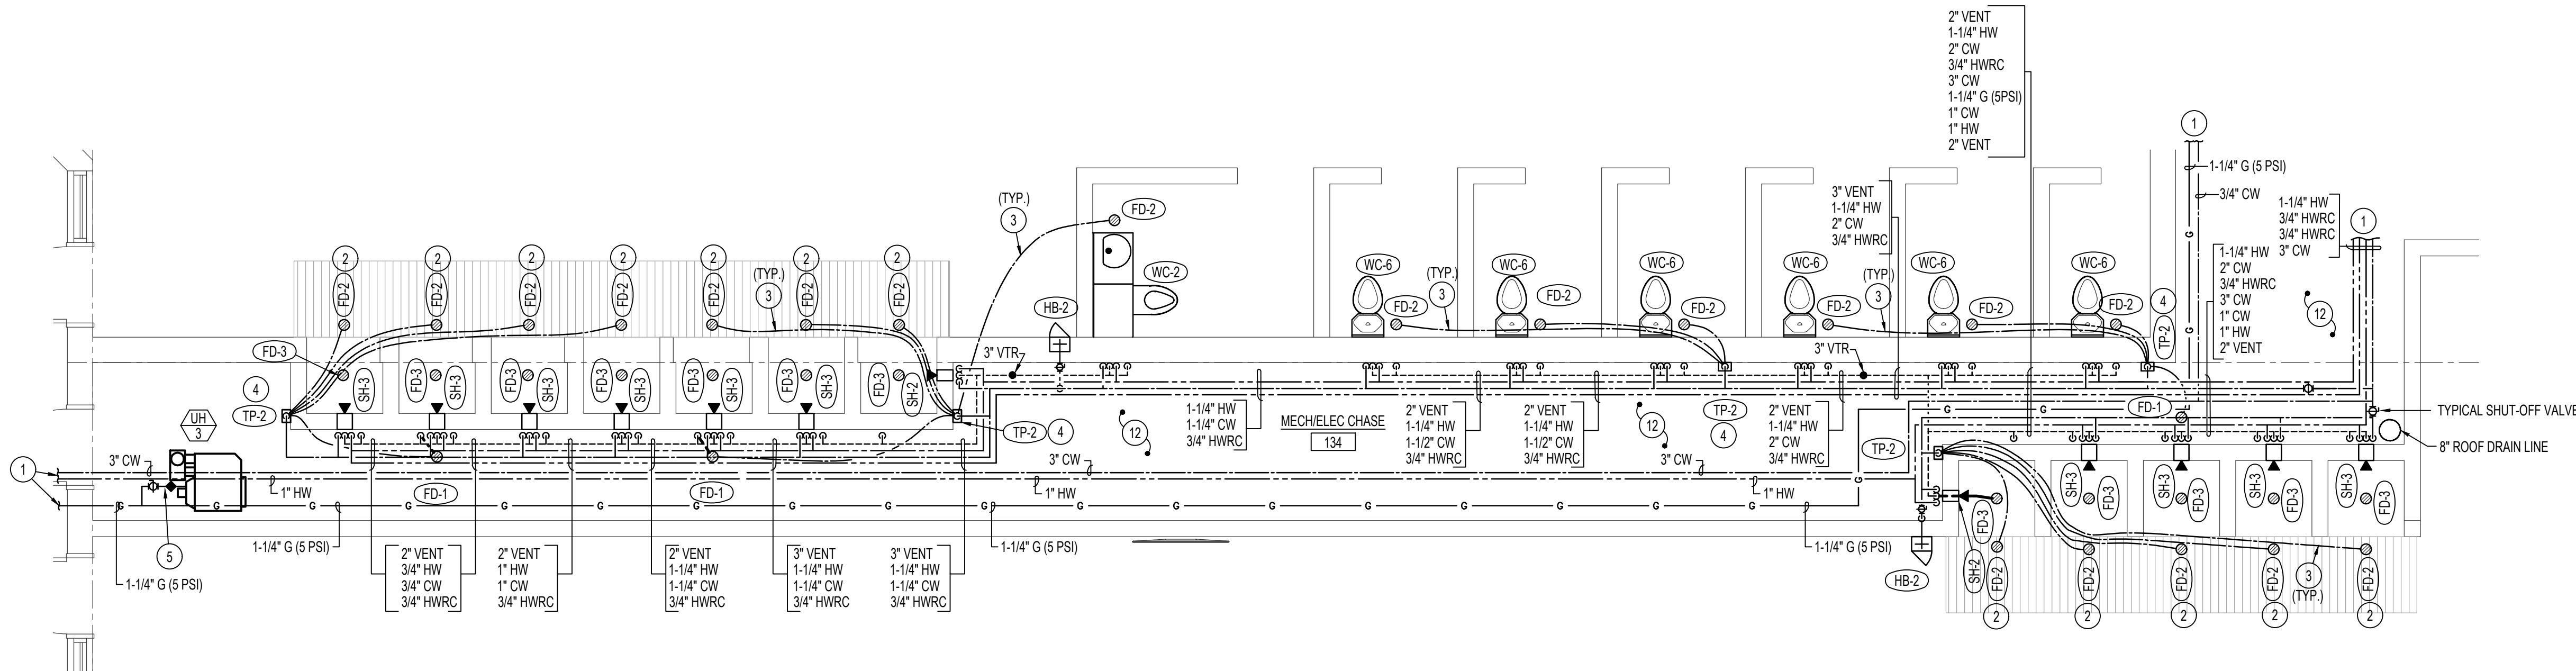 2" VENT
1-1/4" HW
2" CW
3/4" HWRC
3" CW
1-1/4" G (5PSI)
1" CW
1" HW
2" VENT
1
1-1/4" G (5 PSI)
3/4" CW
1-1/4" HW
3/4" HWRC
3/4" HWRC
3" CW
1
(TYP.)
3
FD-2
WC-2
HB-2
3" VENT
1-1/4" HW
2" CW
3/4" HWRC
2 2 2 2 2 2 2
FD-2 FD-2 FD-2 FD-2 FD-2 FD-2 FD-2
(TYP.)
3
WC-6 WC-6 WC-6 WC-6 WC-6 WC-6
FD-2 FD-2 FD-2 FD-2 FD-2 FD-2
(TYP.)
3
(TYP.)
3
4
TP-2
G
G
1-1/4" HW
2" CW
3/4" HWRC
3" CW
1" CW
1" HW
2" VENT
12
FD-3
3" VTR
3" VTR
SH-3 FD-3 SH-3 FD-3 SH-3 FD-3 SH-3 FD-3 SH-3 FD-3 SH-3 FD-3 SH-2
4
TP-2
UH
3
TP-2
4
12
1-1/4" HW
1-1/4" CW
3/4" HWRC
MECH/ELEC CHASE
134
2" VENT
1-1/4" HW
1-1/2" CW
3/4" HWRC
2" VENT
1-1/4" HW
1-1/2" CW
3/4" HWRC
12
TP-2
4
2" VENT
1-1/4" HW
2" CW
3/4" HWRC
G G
FD-1
TYPICAL SHUT-OFF VALVE
8" ROOF DRAIN LINE
TP-2
1
3" CW
3" CW
3" CW
1" HW
FD-1
FD-1
1" HW
1" HW
G
G G G G G G G G G G G G G G G G G G
5
1-1/4" G (5 PSI)
1-1/4" G (5 PSI)
1-1/4" G (5 PSI)
1-1/4" G (5 PSI)
2" VENT
3/4" HW
3/4" CW
3/4" HWRC
2" VENT
1" HW
1" CW
3/4" HWRC
2" VENT
1-1/4" HW
1-1/4" CW
3/4" HWRC
3" VENT
1-1/4" HW
1-1/4" CW
3/4" HWRC
3" VENT
1-1/4" HW
1-1/4" CW
3/4" HWRC
SH-3 FD-3 SH-3 FD-3 SH-3 FD-3 SH-3 FD-3
FD-3
SH-2
HB-2
FD-2 FD-2 FD-2 FD-2 FD-2
3
(TYP.)
2 2 2 2 2